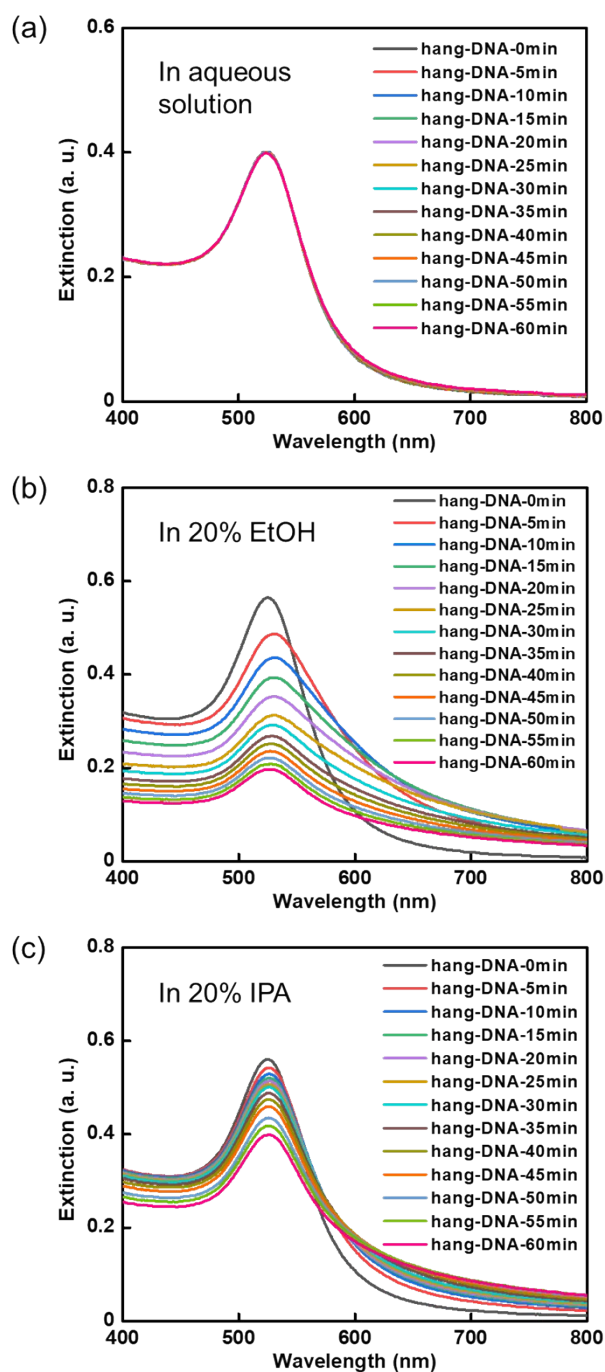 (a)
0.6
0.4
0.2
0
Extinction (a. u.)
In aqueous
solution
hang-DNA-0min
hang-DNA-5min
hang-DNA-10min
hang-DNA-15min
hang-DNA-20min
hang-DNA-25min
hang-DNA-30min
hang-DNA-35min
hang-DNA-40min
hang-DNA-45min
hang-DNA-50min
hang-DNA-55min
hang-DNA-60min
400 500 600 700 800
Wavelength (nm)
(b)
0.8
0.6
0.4
0.2
0
Extinction (a. u.)
In 20% EtOH
hang-DNA-0min
hang-DNA-5min
hang-DNA-10min
hang-DNA-15min
hang-DNA-20min
hang-DNA-25min
hang-DNA-30min
hang-DNA-35min
hang-DNA-40min
hang-DNA-45min
hang-DNA-50min
hang-DNA-55min
hang-DNA-60min
400 500 600 700 800
Wavelength (nm)
(c)
0.8
0.6
0.4
0.2
0
Extinction (a. u.)
In 20% IPA
hang-DNA-0min
hang-DNA-5min
hang-DNA-10min
hang-DNA-15min
hang-DNA-20min
hang-DNA-25min
hang-DNA-30min
hang-DNA-35min
hang-DNA-40min
hang-DNA-45min
hang-DNA-50min
hang-DNA-55min
hang-DNA-60min
400 500 600 700 800
Wavelength (nm)